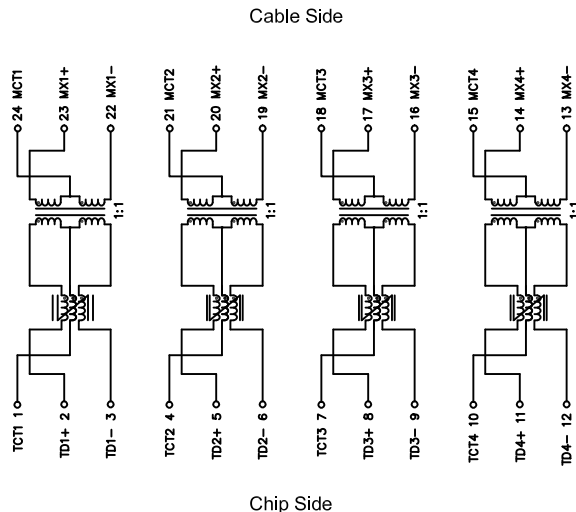 Cable Side
24 MCT1
23 MX1+
22 MX1-
21 MCT2
20 MX2+
19 MX2-
18 MCT3
17 MX3+
16 MX3-
15 MCT4
14 MX4+
13 MX4-
1:1
1:1
1:1
1:1
TCT1 1
TD1+ 2
TD1- 3
TCT2 4
TD2+ 5
TD2- 6
TCT3 7
TD3+ 8
TD3- 9
TCT4 10
TD4+ 11
TD4- 12
Chip Side